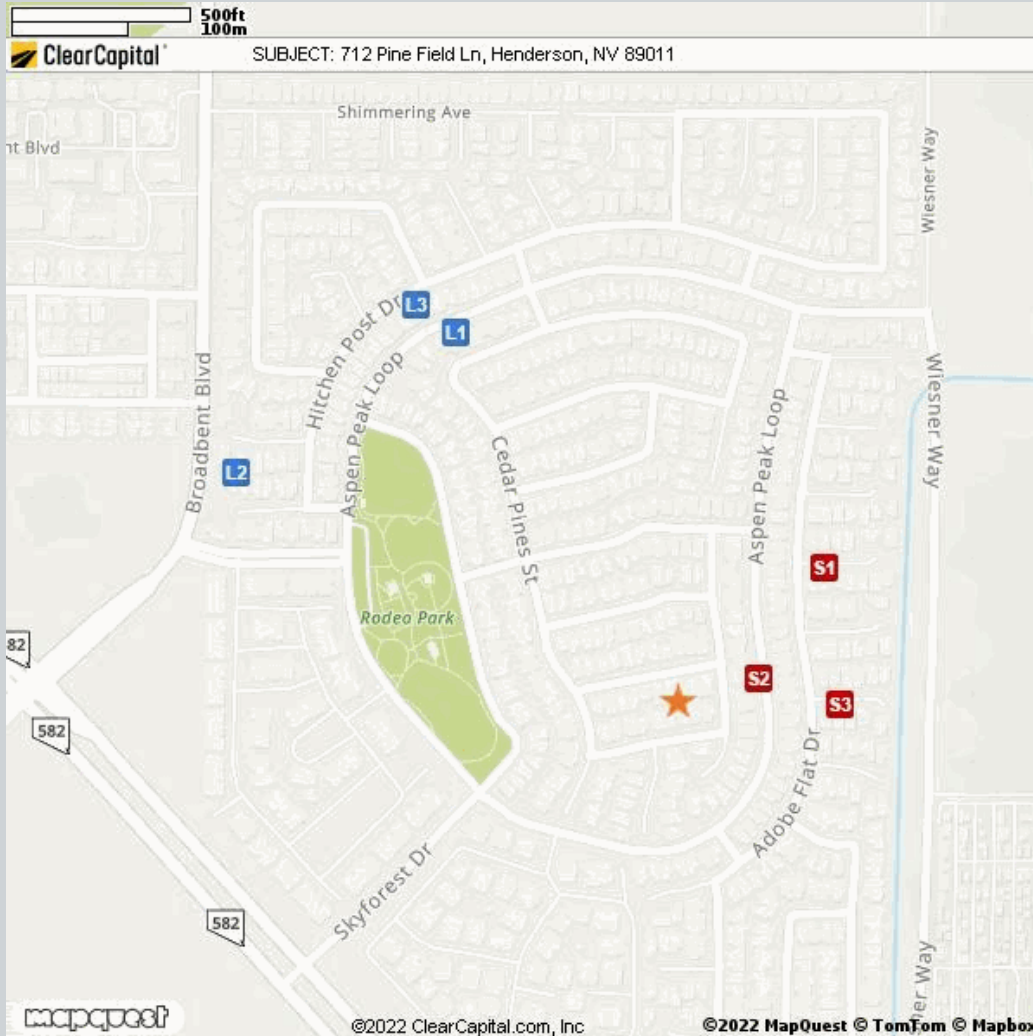 500ft
100m
ClearCapital
SUBJECT: 712 Pine Field Ln, Henderson, NV 89011
Shimmering Ave
nt Blvd
Wiesner Way
L3
L1
Hitchen Post Dr
Aspen Peak Loop
Broadbent Blvd
L2
Cedar Pines St
Aspen Peak Loop
Wiesner Way
S1
Rodeo Park
82
S2
S3
582
Adobe Flat Dr
Skyforest Dr
582
ner Way
mapquest
©2022 ClearCapital.com, Inc
©2022 MapQuest © TomTom © Mapbox